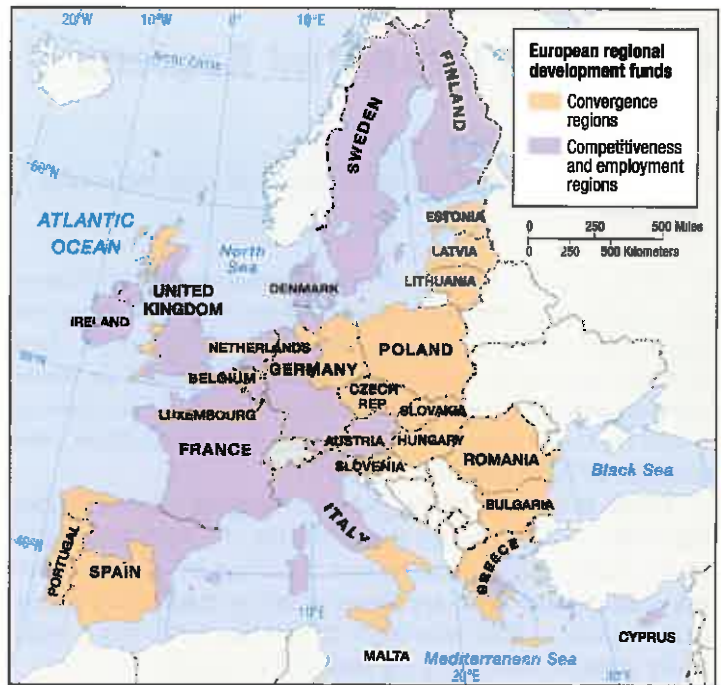 20°W
10°W
0°
10°E
European regional
development funds
Convergence
regions
Competitiveness
and employment
regions
FINLAND
SWEDEN
ATLANTIC
OCEAN
North
Sea
ESTONIA
0 250 500 Miles
0 250 500 Kilometers
LATVIA
LITHUANIA
DENMARK
UNITED
KINGDOM
IRELAND
NETHERLANDS
GERMANY
POLAND
BELGIUM
CZECH
REP
LUXEMBOURG
SLOVAKIA
FRANCE
AUSTRIA
HUNGARY
SLOVENIA
ROMANIA
Black Sea
ITALY
BULGARIA
PORTUGAL
SPAIN
GREECE
40°N
10°E
CYPRUS
MALTA
Mediterranean Sea
20°E